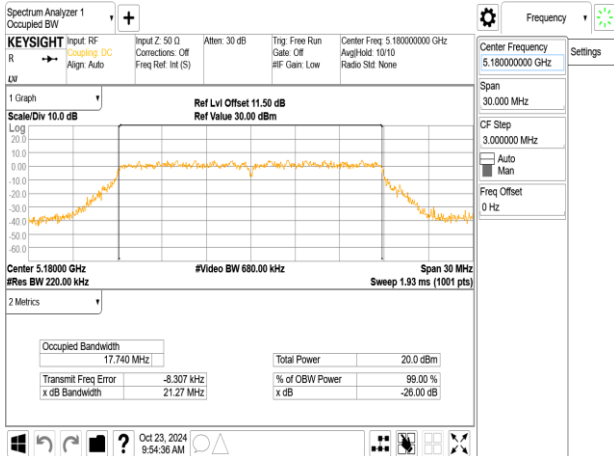 Spectrum Analyzer 1
Occupied BW
Frequency
KEYSIGHT
R
Input: RF
Coupling: DC
Align: Auto
Input Z: 50 Ω
Corrections: Off
Freq Ref: Int (S)
Atten: 30 dB
Trig: Free Run
Gate: Off
#IF Gain: Low
Center Freq: 5.180000000 GHz
Avg|Hold: 10/10
Radio Std: None
Center Frequency
5.180000000 GHz
Settings
Span
30.000 MHz
CF Step
3.000000 MHz
Auto
Man
Freq Offset
0 Hz
1 Graph
Scale/Div 10.0 dB
Ref Lvl Offset 11.50 dB
Ref Value 30.00 dBm
Log
20.0
10.0
0.00
-10.0
-20.0
-30.0
-40.0
-50.0
-60.0
Center 5.18000 GHz
#Video BW 680.00 kHz
Span 30 MHz
#Res BW 220.00 kHz
Sweep 1.93 ms (1001 pts)
2 Metrics
Occupied Bandwidth
17.740 MHz
Total Power 20.0 dBm
Transmit Freq Error -8.307 kHz
% of OBW Power 99.00 %
x dB Bandwidth 21.27 MHz
x dB -26.00 dB
?
Oct 23, 2024
9:54:36 AM